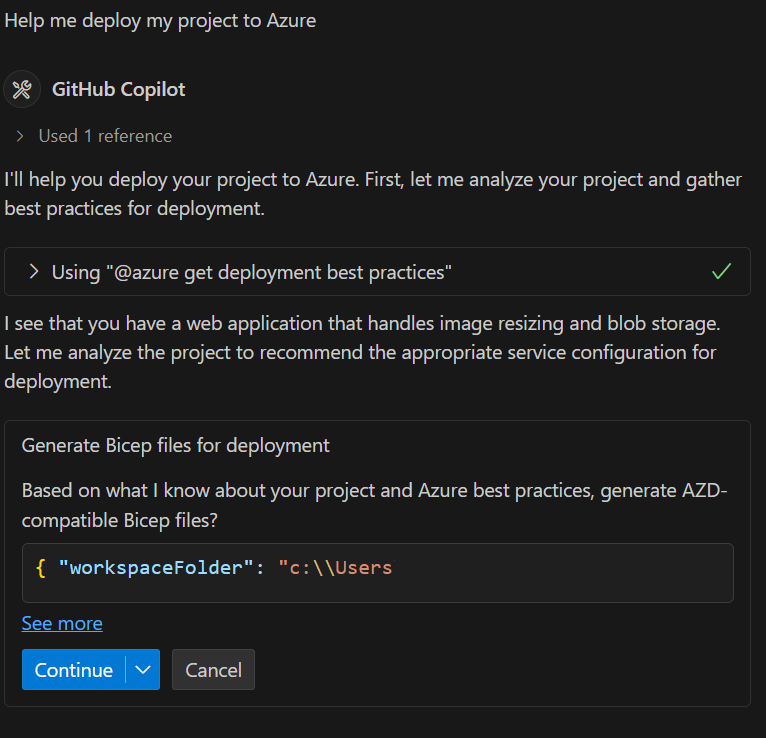 Help me deploy my project to Azure
GitHub Copilot
Used 1 reference
I'll help you deploy your project to Azure. First, let me analyze your project and gather
best practices for deployment.
Using "@azure get deployment best practices"
I see that you have a web application that handles image resizing and blob storage.
Let me analyze the project to recommend the appropriate service configuration for
deployment.
Generate Bicep files for deployment
Based on what I know about your project and Azure best practices, generate AZD-
compatible Bicep files?
{ "workspaceFolder": "c:\\Users
See more
Continue
Cancel